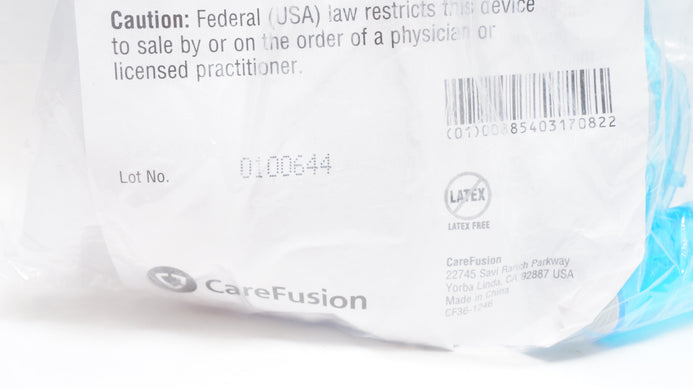 Caution: Federal (USA) law restricts this device
to sale by or on the order of a physician or
licensed practitioner.
(01)00885403170822
Lot No. 0100644
LATEX
LATEX FREE
CareFusion
22745 Savi Ranch Parkway
Yorba Linda, CA 92887 USA
Made in China
CF36-1246
CareFusion